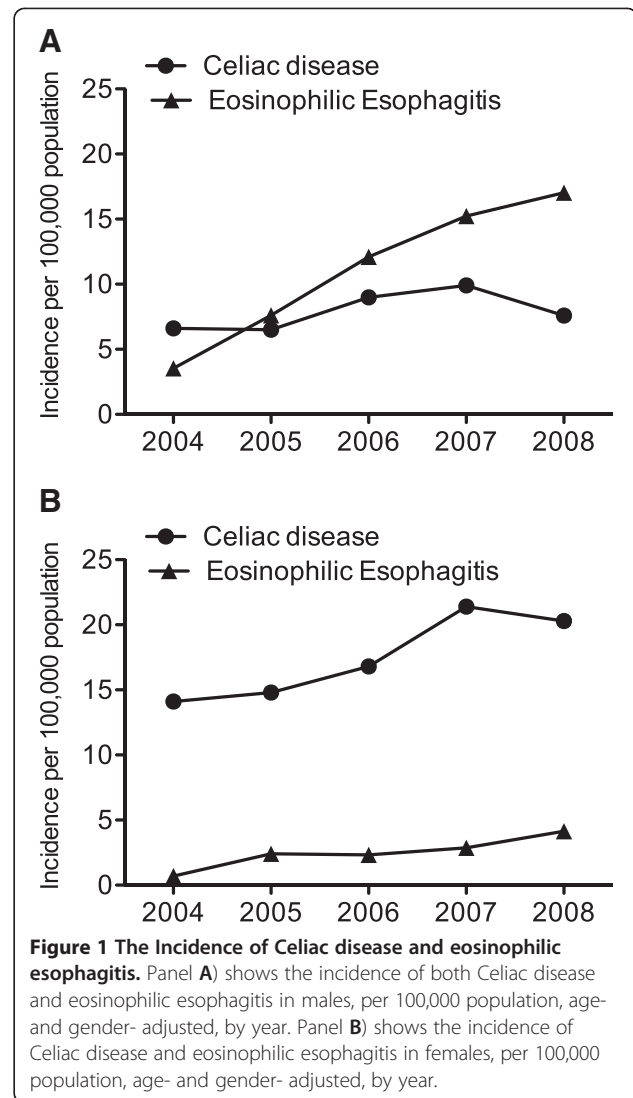 A
Celiac disease
Eosinophilic Esophagitis
Incidence per 100,000 population
25
20
15
10
5
0
2004 2005 2006 2007 2008
B
Celiac disease
Eosinophilic Esophagitis
Incidence per 100,000 population
25
20
15
10
5
0
2004 2005 2006 2007 2008
Figure 1 The Incidence of Celiac disease and eosinophilic
esophagitis. Panel A) shows the incidence of both Celiac disease
and eosinophilic esophagitis in males, per 100,000 population, age-
and gender- adjusted, by year. Panel B) shows the incidence of
Celiac disease and eosinophilic esophagitis in females, per 100,000
population, age- and gender- adjusted, by year.